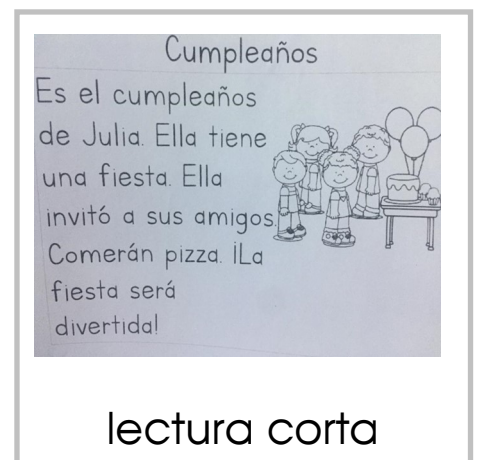 Cumpleaños
Es el cumpleaños
de Julia. Ella tiene
una fiesta. Ella
invitó a sus amigos.
Comerán pizza. ¡La
fiesta será
divertida!
lectura corta